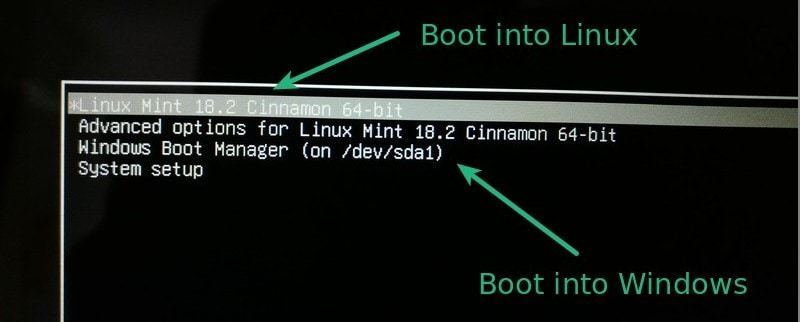 Boot into Linux
*Linux Mint 18.2 Cinnamon 64-bit
Advanced options for Linux Mint 18.2 Cinnamon 64-bit
Windows Boot Manager (on /dev/sda1)
System setup
Boot into Windows